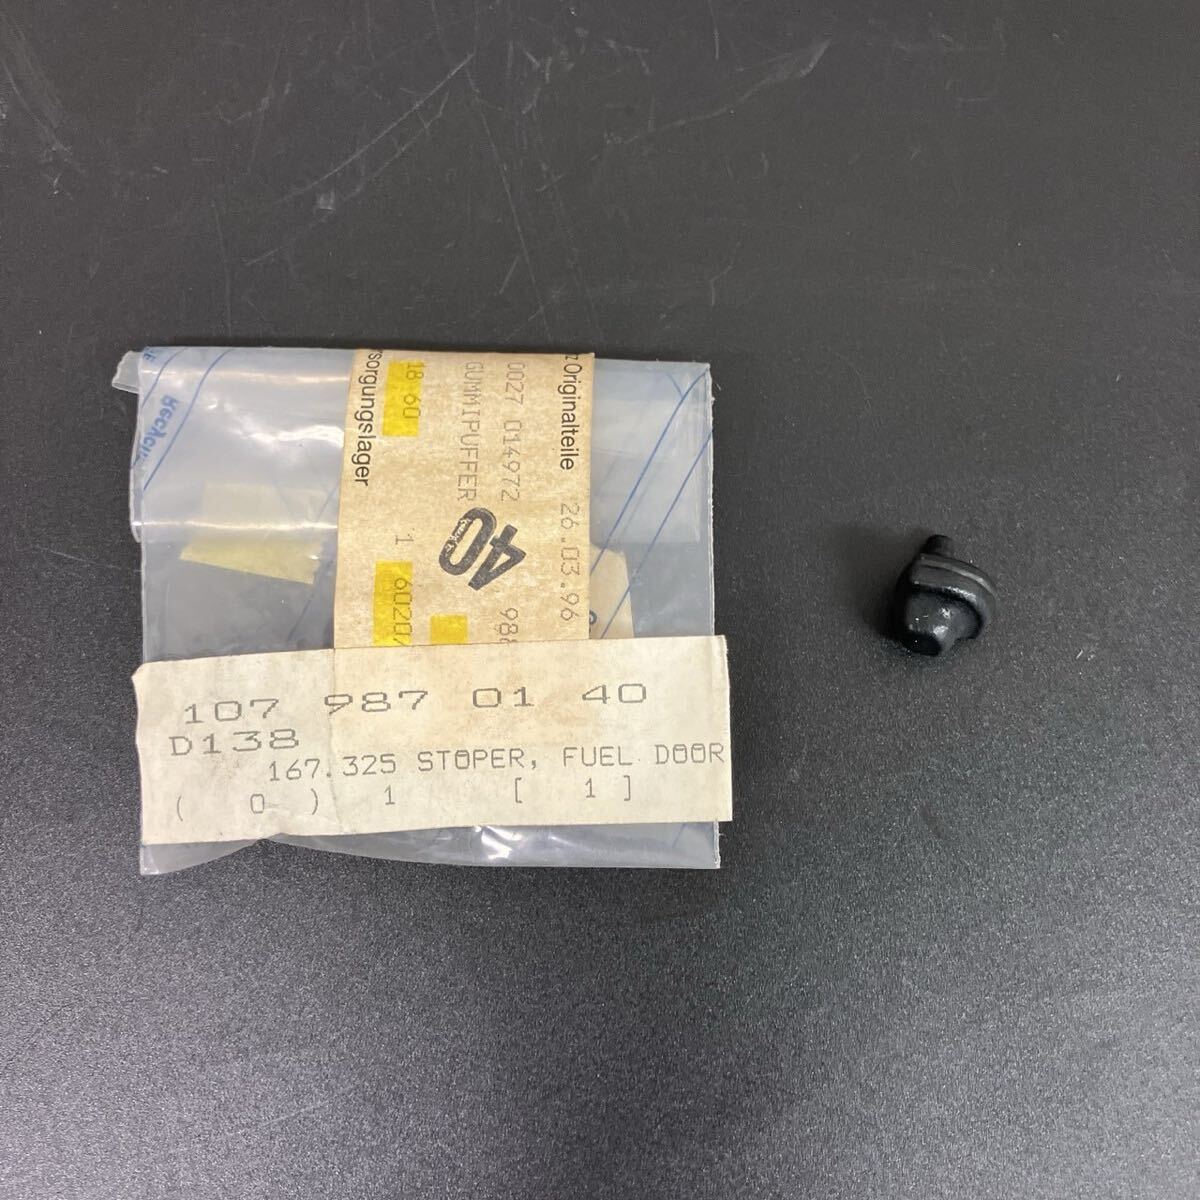 Originalteile 26.03.96
0027 014972
GUMMIPUFFER
40
18.60 1
rsorgungslager
107 987 01 40
D138
167.325 STOPER, FUEL DOOR
( 0 ) 1 [ 1 ]